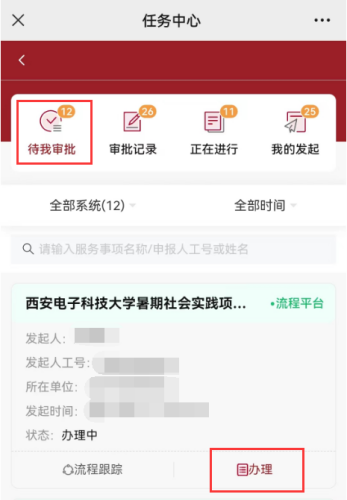 任务中心
12
26
11
25
待我审批
审批记录
正在进行
我的发起
全部系统(12)
全部时间
请输入服务事项名称/申报人工号或姓名
西安电子科技大学暑期社会实践项...
•流程平台
发起人:
发起人工号:
所在单位:
发起时间:
状态: 办理中
流程跟踪
办理